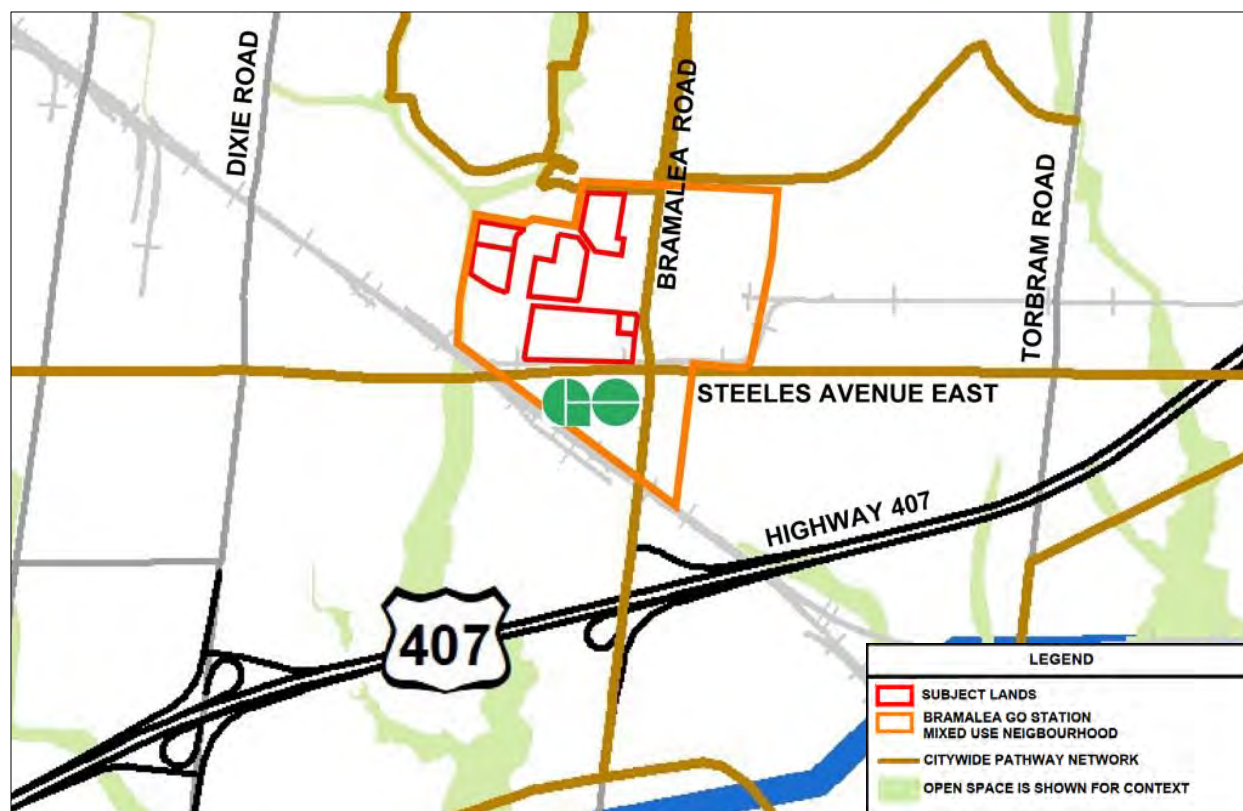 DIXIE ROAD
BRAMALEA ROAD
TORBRAM ROAD
GO
STEELES AVENUE EAST
HIGHWAY 407
407
LEGEND
SUBJECT LANDS
BRAMALEA GO STATION
MIXED USE NEIGBOURHOOD
CITYWIDE PATHWAY NETWORK
OPEN SPACE IS SHOWN FOR CONTEXT